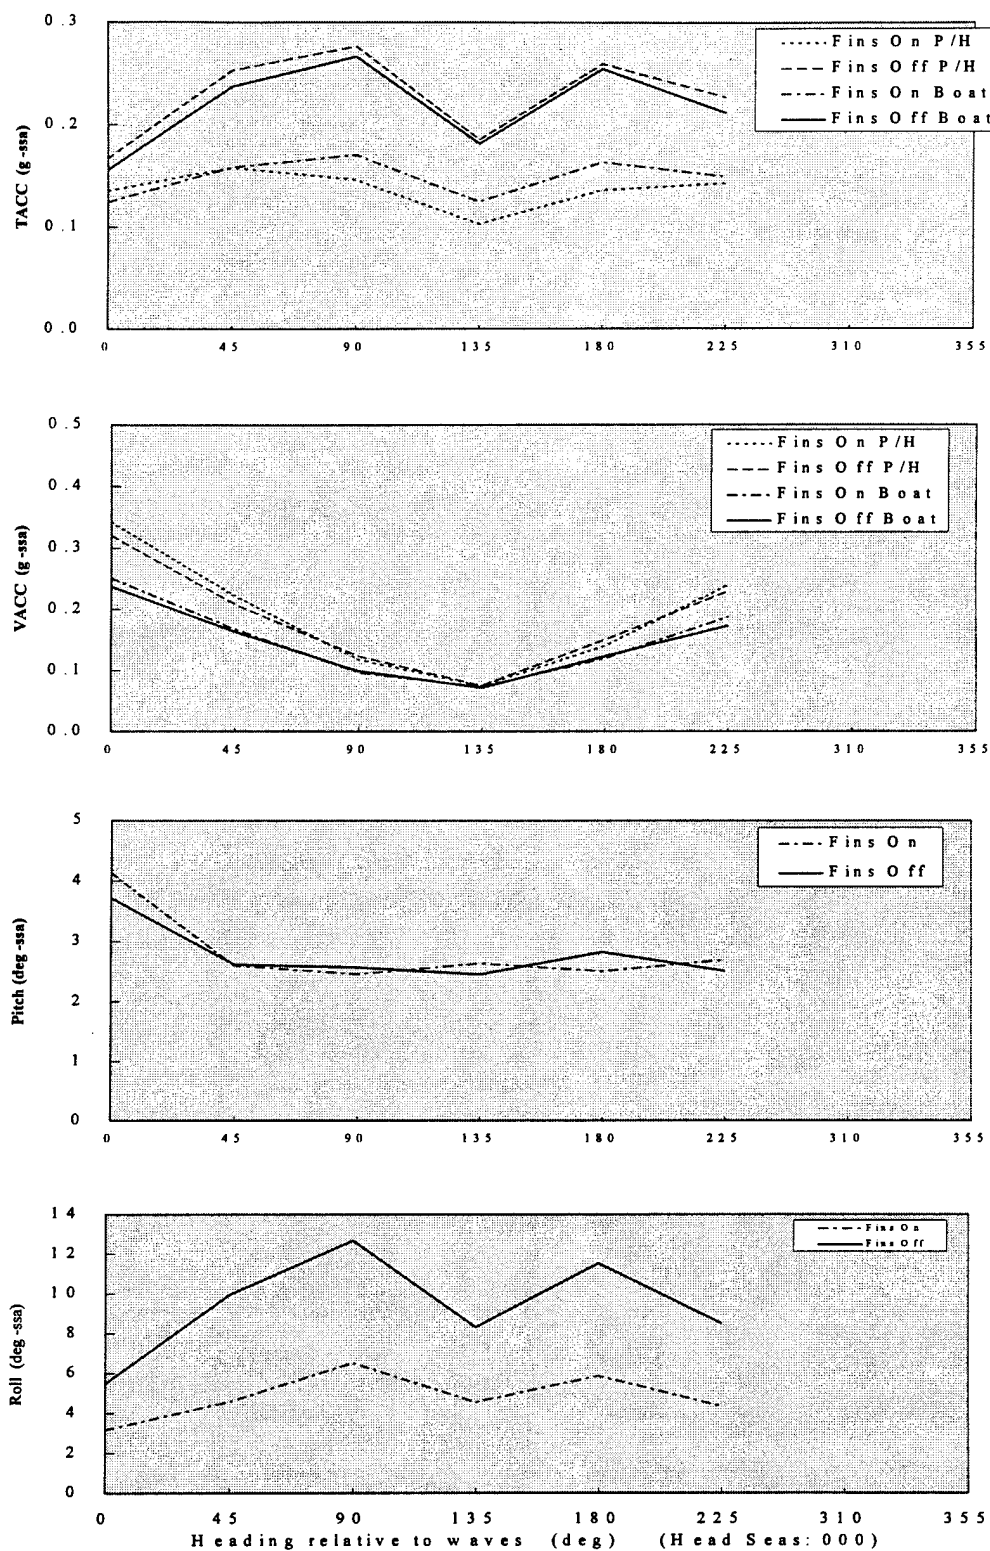 0.3
0.2
0.1
0.0
TACC (g-ssa)
Fins On P/H
Fins Off P/H
Fins On Boat
Fins Off Boat
0 45 90 135 180 225 310 355
0.5
0.4
0.3
0.2
0.1
0.0
VACC (g-ssa)
Fins On P/H
Fins Off P/H
Fins On Boat
Fins Off Boat
0 45 90 135 180 225 310 355
5
4
3
2
1
0
Pitch (deg-ssa)
Fins On
Fins Off
0 45 90 135 180 225 310 355
14
12
10
8
6
4
2
0
Roll (deg-ssa)
Fins On
Fins Off
0 45 90 135 180 225 310 355
Heading relative to waves (deg) (Head Seas: 000)